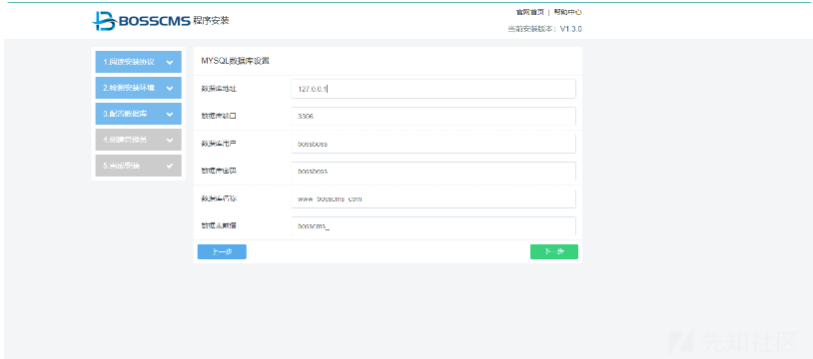 BOSSCMS 程序安装
官网首页 | 帮助中心
当前安装版本：V1.3.0
1.阅读安装协议
2.检测安装环境
3.配置数据库
4.创建管理员
5.完成安装
MYSQL数据库设置
数据库地址
127.0.0.1
数据库端口
3306
数据库用户
bossboss
数据库密码
bossboss
数据库名称
www_bosscms_com
数据表前缀
bosscms_
上一步
下一步
先知社区